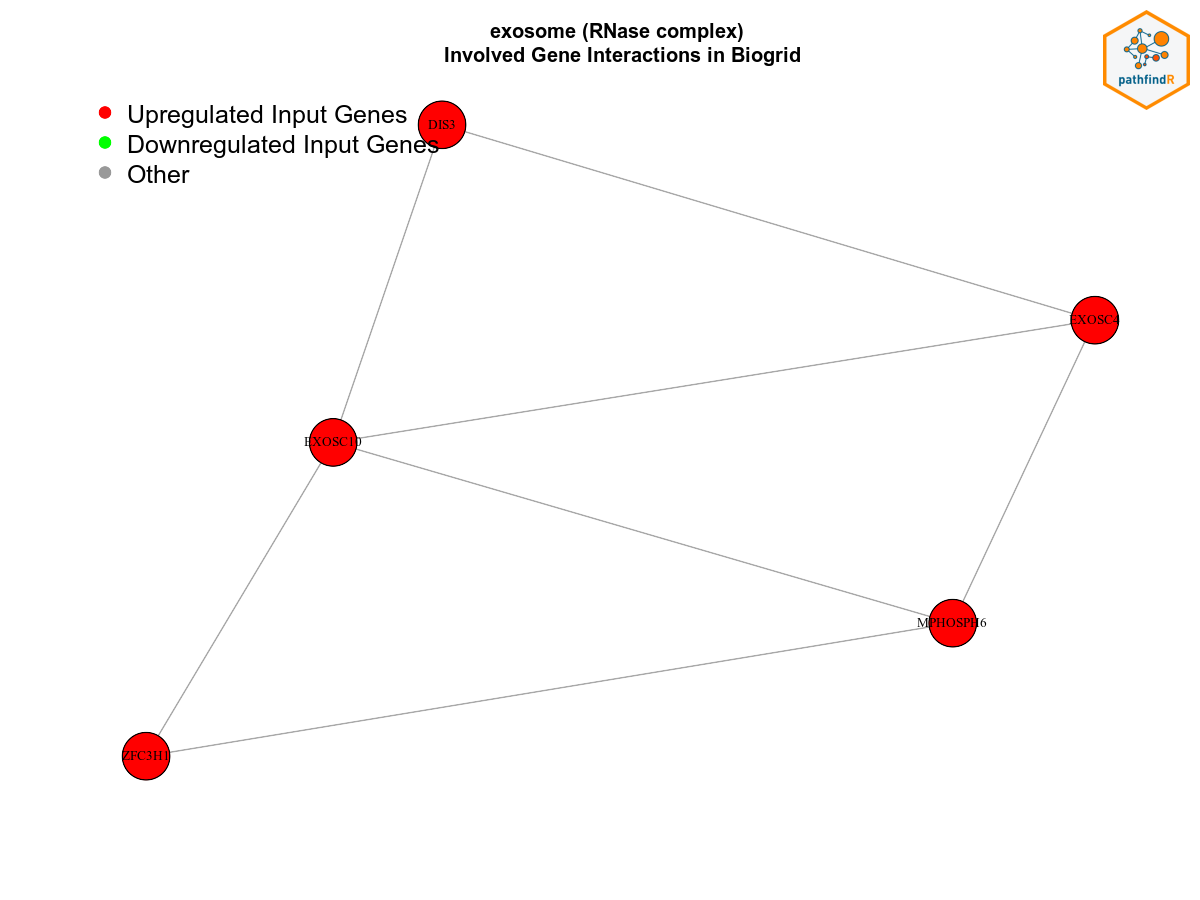 exosome (RNase complex)
Involved Gene Interactions in Biogrid
pathfindR
Upregulated Input Genes
Downregulated Input Genes
Other
DIS3
EXOSC4
EXOSC10
MPHOSPH6
ZFC3H1